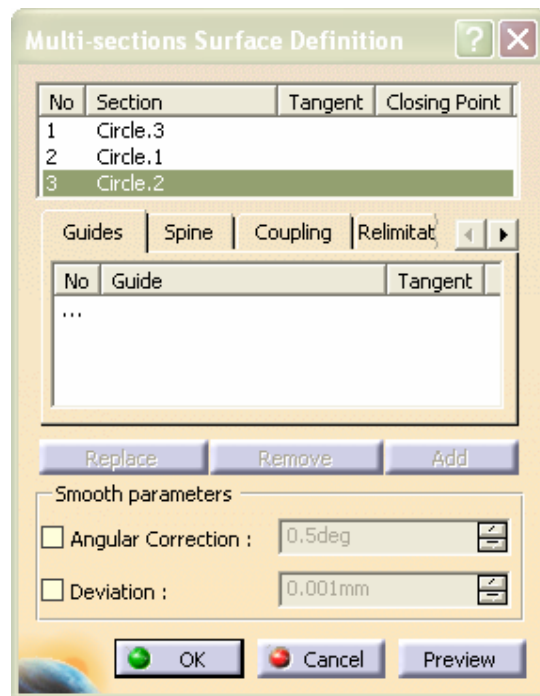 Multi-sections Surface Definition
No Section Tangent Closing Point
1 Circle.3
2 Circle.1
3 Circle.2
Guides Spine Coupling Relimitat
No Guide Tangent
...
Replace Remove Add
Smooth parameters
Angular Correction : 0.5deg
Deviation : 0.001mm
OK Cancel Preview